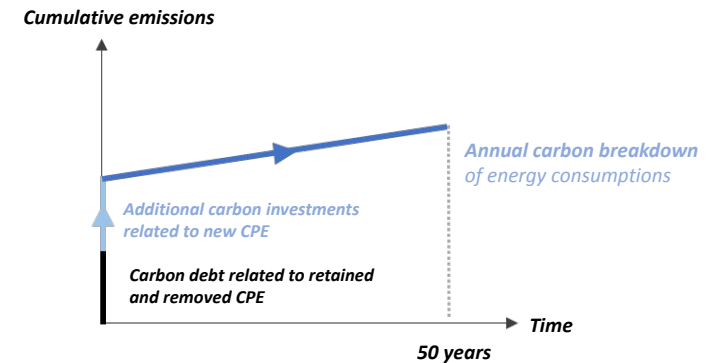 Cumulative emissions
Annual carbon breakdown
of energy consumptions
Additional carbon investments
related to new CPE
Carbon debt related to retained
and removed CPE
Time
50 years